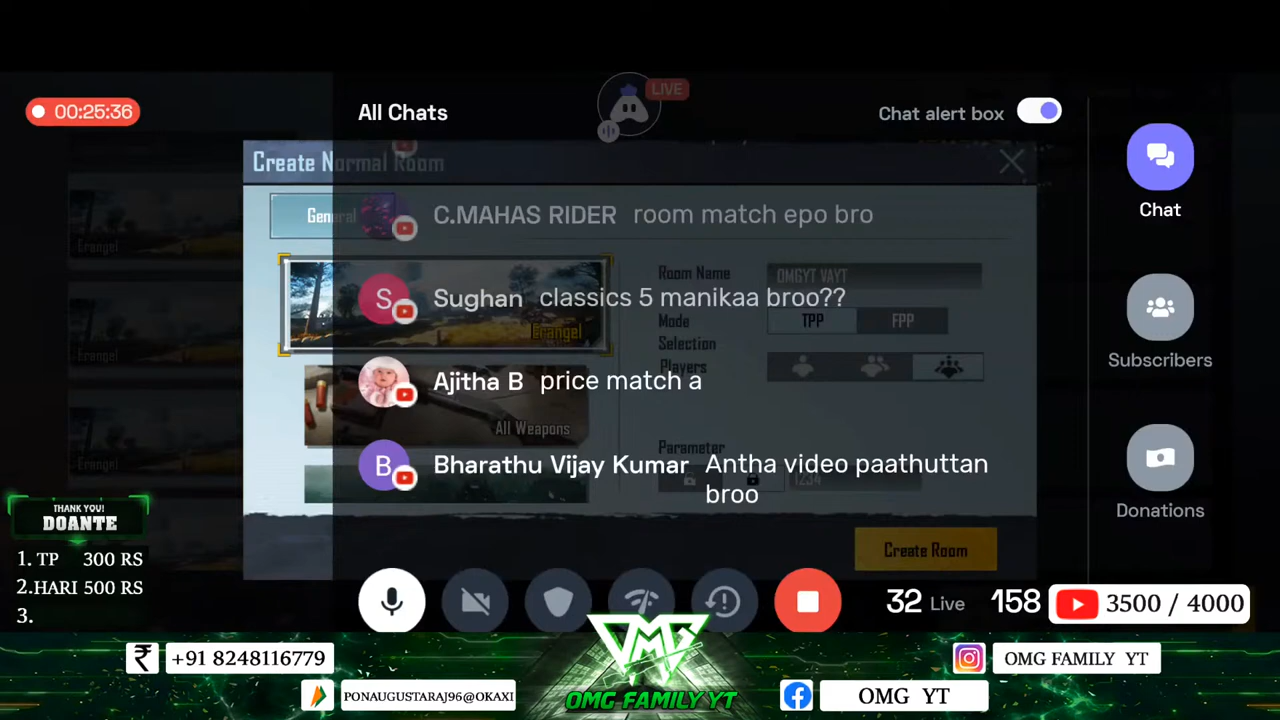 LIVE
00:25:36
All Chats
Chat alert box
Create Normal Room
General
C.MAHAS RIDER room match epo bro
Chat
Erangel
Room Name
OMGYT VAYT
Sughan classics 5 manikaa broo??
Erangel
Mode
Selection
TPP
FPP
Erangel
Players
Subscribers
Ajitha B price match a
All Weapons
Parameter
Bharathu Vijay Kumar Antha video paathuttan
broo
1234
Erangel
Donations
THANK YOU!
DOANTE
Create Room
1. TP 300 RS
2.HARI 500 RS
3.
32 Live
158
3500 / 4000
OMG
₹ +91 8248116779
OMG FAMILY YT
PONAUGUSTARAJ96@OKAXI
OMG FAMILY YT
OMG YT